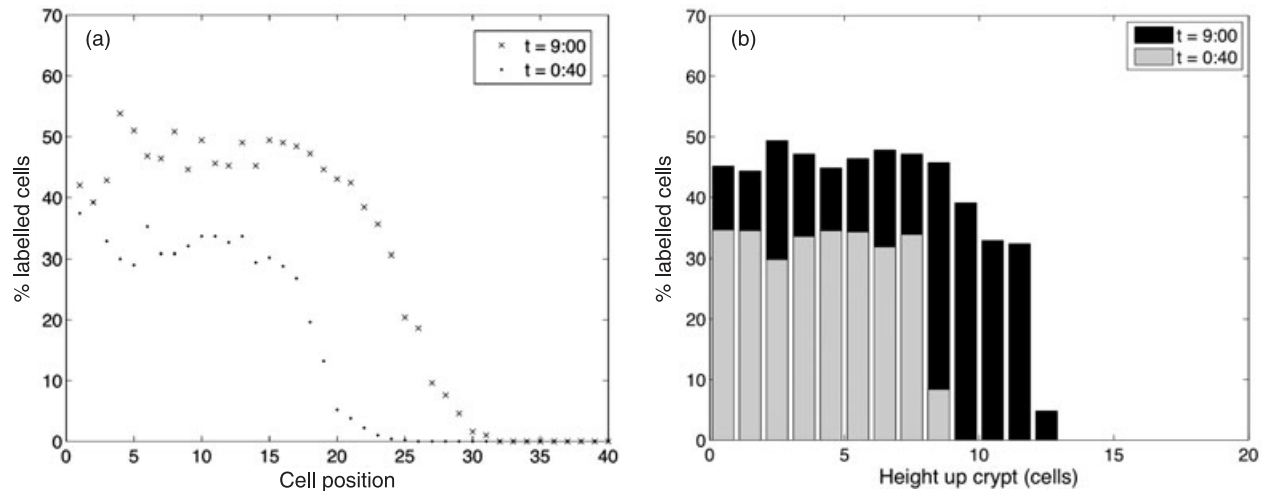 (a)
t = 9:00
t = 0:40
% labelled cells
70
60
50
40
30
20
10
0
0 5 10 15 20 25 30 35 40
Cell position
(b)
t = 9:00
t = 0:40
% labelled cells
70
60
50
40
30
20
10
0
0 5 10 15 20
Height up crypt (cells)